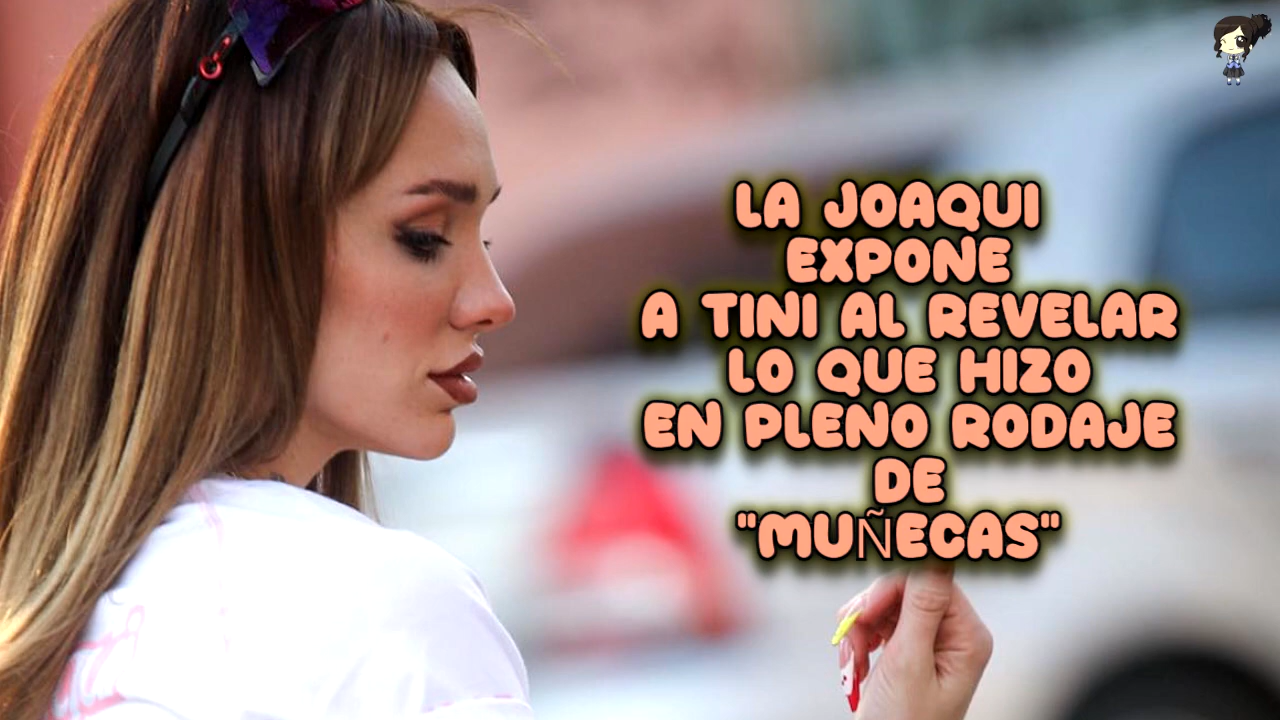 LA JOAQUI
EXPONE
A TINI AL REVELAR
LO QUE HIZO
EN PLENO RODAJE
DE
"MUÑECAS"